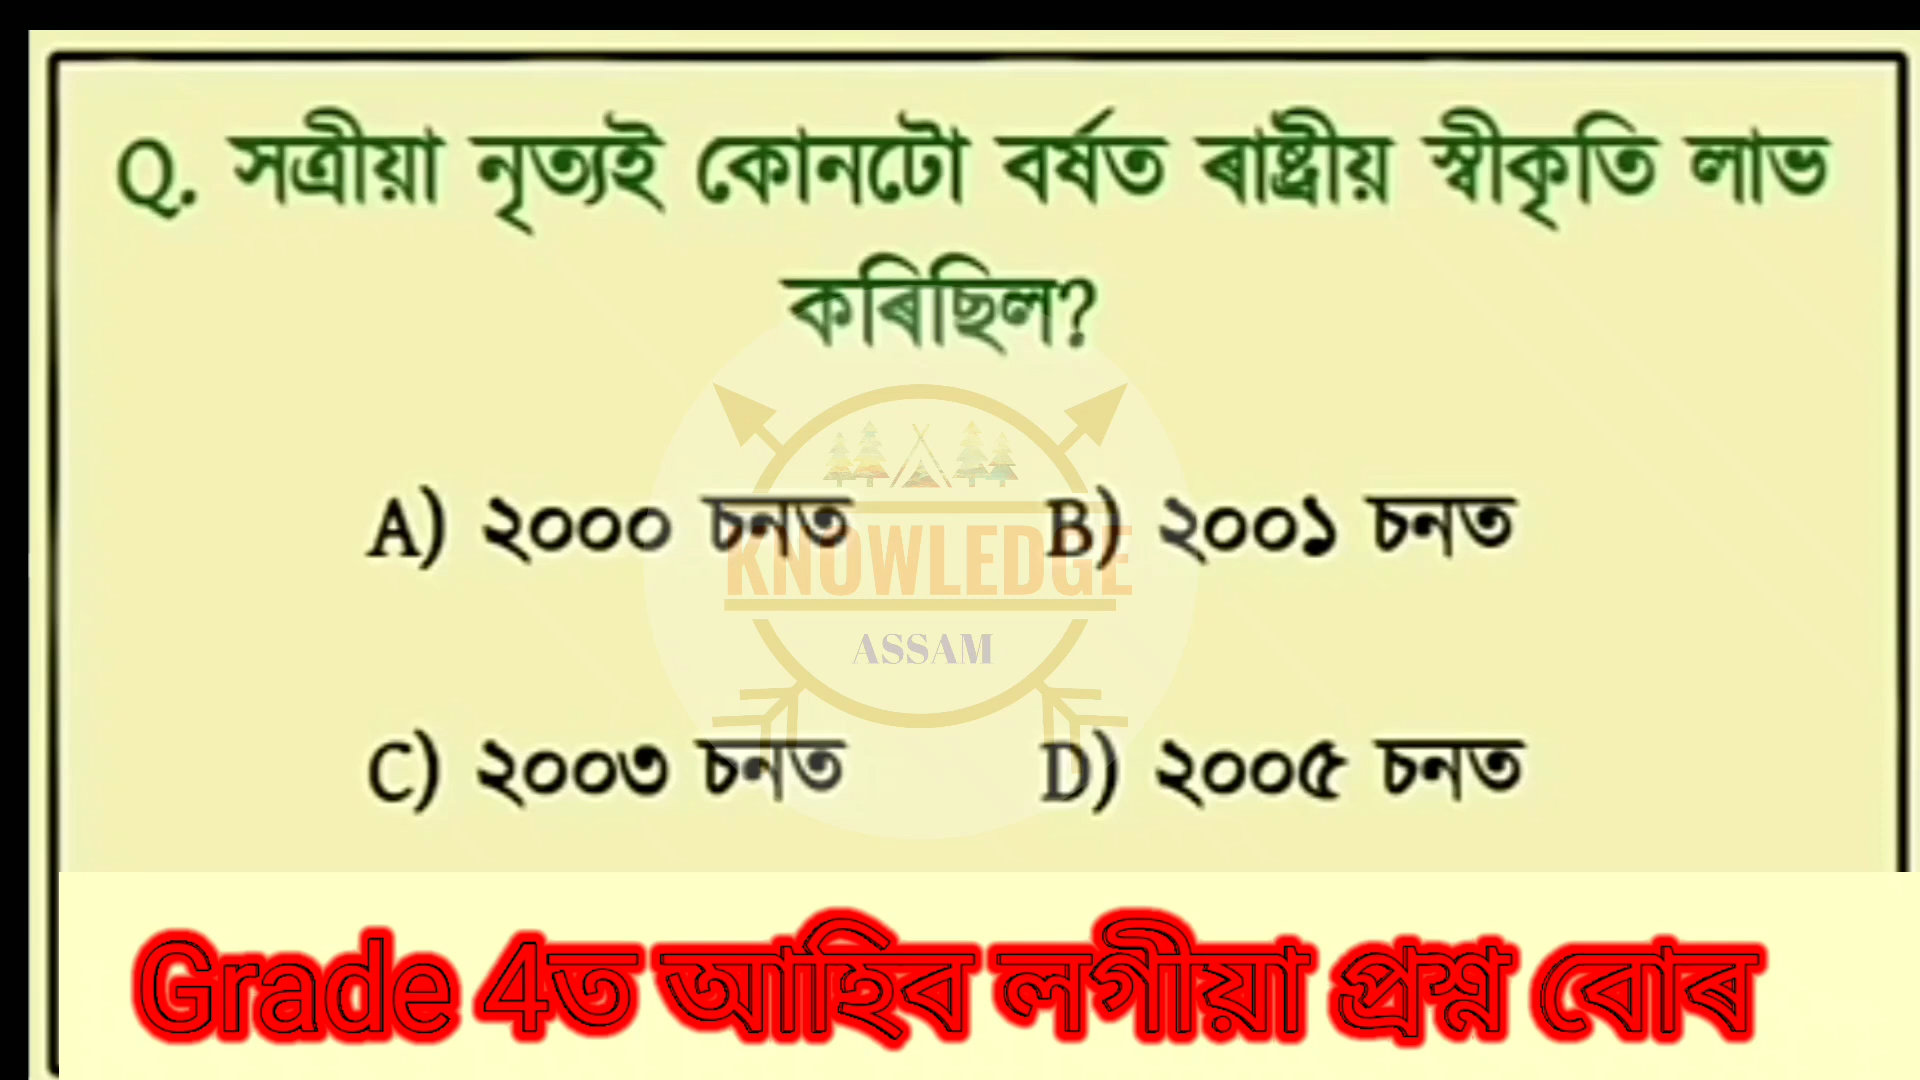 Q. সত্ৰীয়া নৃত্যই কোনটো বৰ্ষত ৰাষ্ট্ৰীয় স্বীকৃতি লাভ
কৰিছিল?
A) ২০০০ চনত B) ২০০১ চনত
KNOWLEDGE
ASSAM
C) ২০০৩ চনত D) ২০০৫ চনত
Grade 4ত আহিব লগীয়া প্ৰশ্ন বোৰ